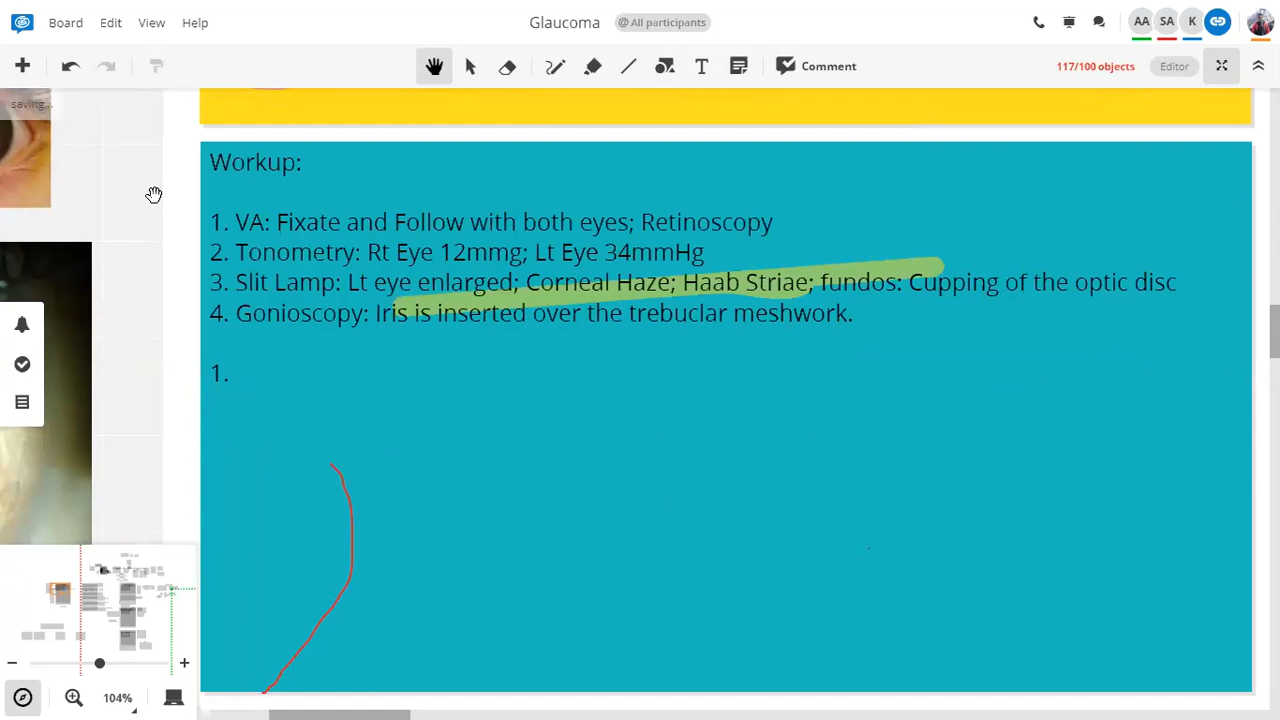 Board Edit View Help
Glaucoma
@ All participants
AA SA K
T
Comment
117/100 objects
Editor
saving...
Workup:
1. VA: Fixate and Follow with both eyes; Retinoscopy
2. Tonometry: Rt Eye 12mmg; Lt Eye 34mmHg
3. Slit Lamp: Lt eye enlarged; Corneal Haze; Haab Striae; fundos: Cupping of the optic disc
4. Gonioscopy: Iris is inserted over the trebuclar meshwork.
1.
104%